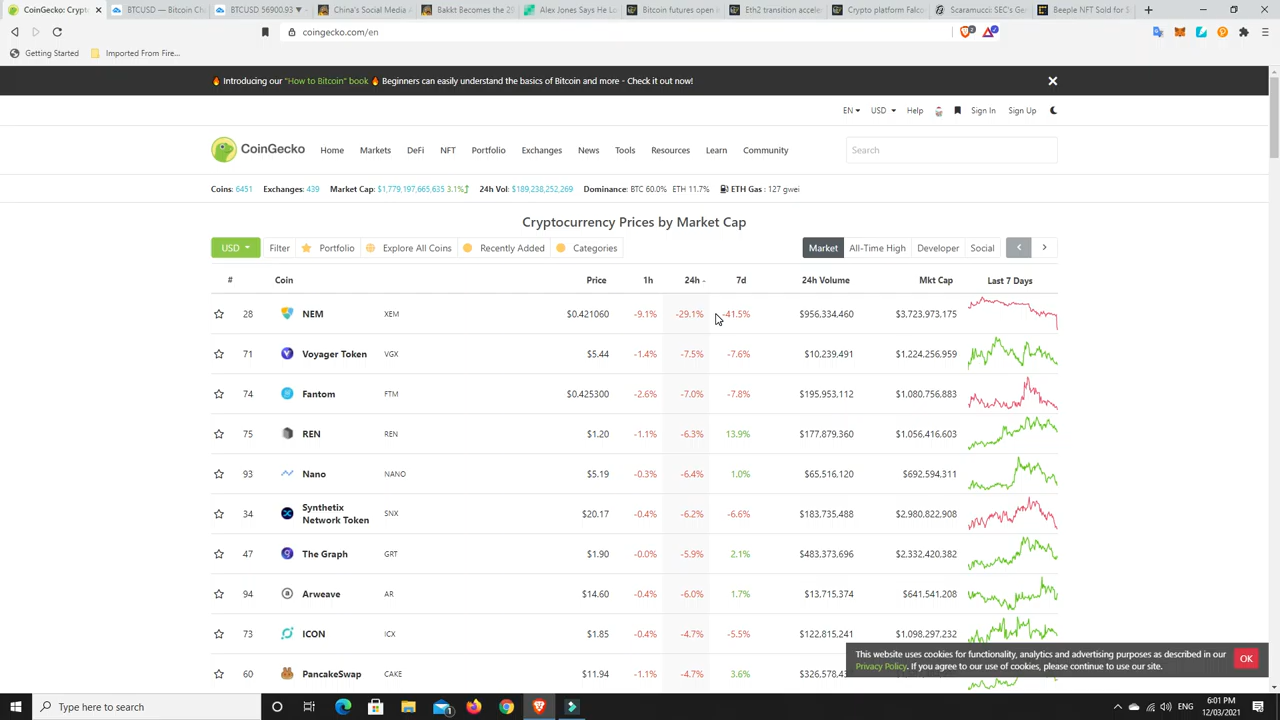 CoinGecko: Crypto
BTCUSD — Bitcoin Ch
BTCUSD 56900.93
China's Social Media
Bakkt Becomes the 29
Alex Jones Says He Lo
Bitcoin futures open i
Eth2 transition accele
Crypto platform Falco
Scaramucci: SEC's Ge
Beeple NFT Sold for $
coingecko.com/en
Getting Started
Imported From Fire...
Introducing our "How to Bitcoin" book 🔥 Beginners can easily understand the basics of Bitcoin and more - Check it out now!
EN USD Help Sign In Sign Up
CoinGecko Home Markets DeFi NFT Portfolio Exchanges News Tools Resources Learn Community Search
Coins: 6451 Exchanges: 439 Market Cap: $1,779,197,665,635 3.1% 24h Vol: $189,238,252,269 Dominance: BTC 60.0% ETH 11.7% ETH Gas : 127 gwei
Cryptocurrency Prices by Market Cap
USD Filter Portfolio Explore All Coins Recently Added Categories Market All-Time High Developer Social
# Coin Price 1h 24h 7d 24h Volume Mkt Cap Last 7 Days
28 NEM XEM $0.421060 -9.1% -29.1% -41.5% $956,334,460 $3,723,973,175
71 Voyager Token VGX $5.44 -1.4% -7.5% -7.6% $10,239,491 $1,224,256,959
74 Fantom FTM $0.425300 -2.6% -7.0% -7.8% $195,953,112 $1,080,756,883
75 REN REN $1.20 -1.1% -6.3% 13.9% $177,879,360 $1,056,416,603
93 Nano NANO $5.19 -0.3% -6.4% 1.0% $65,516,120 $692,594,311
34 Synthetix Network Token SNX $20.17 -0.4% -6.2% -6.6% $183,735,488 $2,980,822,908
47 The Graph GRT $1.90 -0.0% -5.9% 2.1% $483,373,696 $2,332,420,382
94 Arweave AR $14.60 -0.4% -6.0% 1.7% $13,715,374 $641,541,208
73 ICON ICX $1.85 -0.4% -4.7% -5.5% $122,815,241 $1,098,297,232
60 PancakeSwap CAKE $11.94 -1.1% -4.7% 3.6%
This website uses cookies for functionality, analytics and advertising purposes as described in our
Privacy Policy. If you agree to our use of cookies, please continue to use our site.
OK
Type here to search
ENG
6:01 PM
12/03/2021